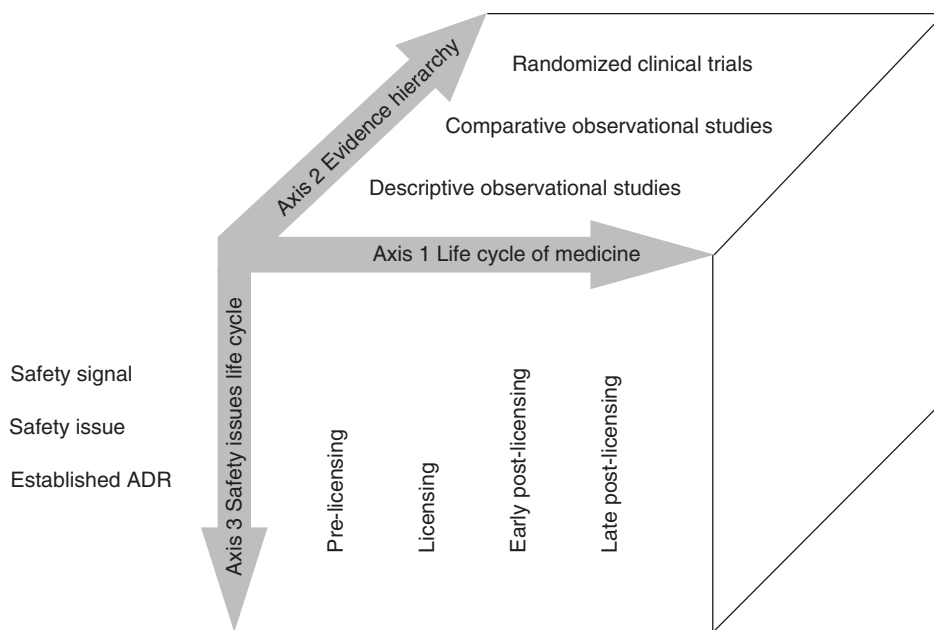 Randomized clinical trials
Comparative observational studies
Descriptive observational studies
Axis 2 Evidence hierarchy
Axis 1 Life cycle of medicine
Axis 3 Safety issues life cycle
Safety signal
Safety issue
Established ADR
Pre-licensing
Licensing
Early post-licensing
Late post-licensing